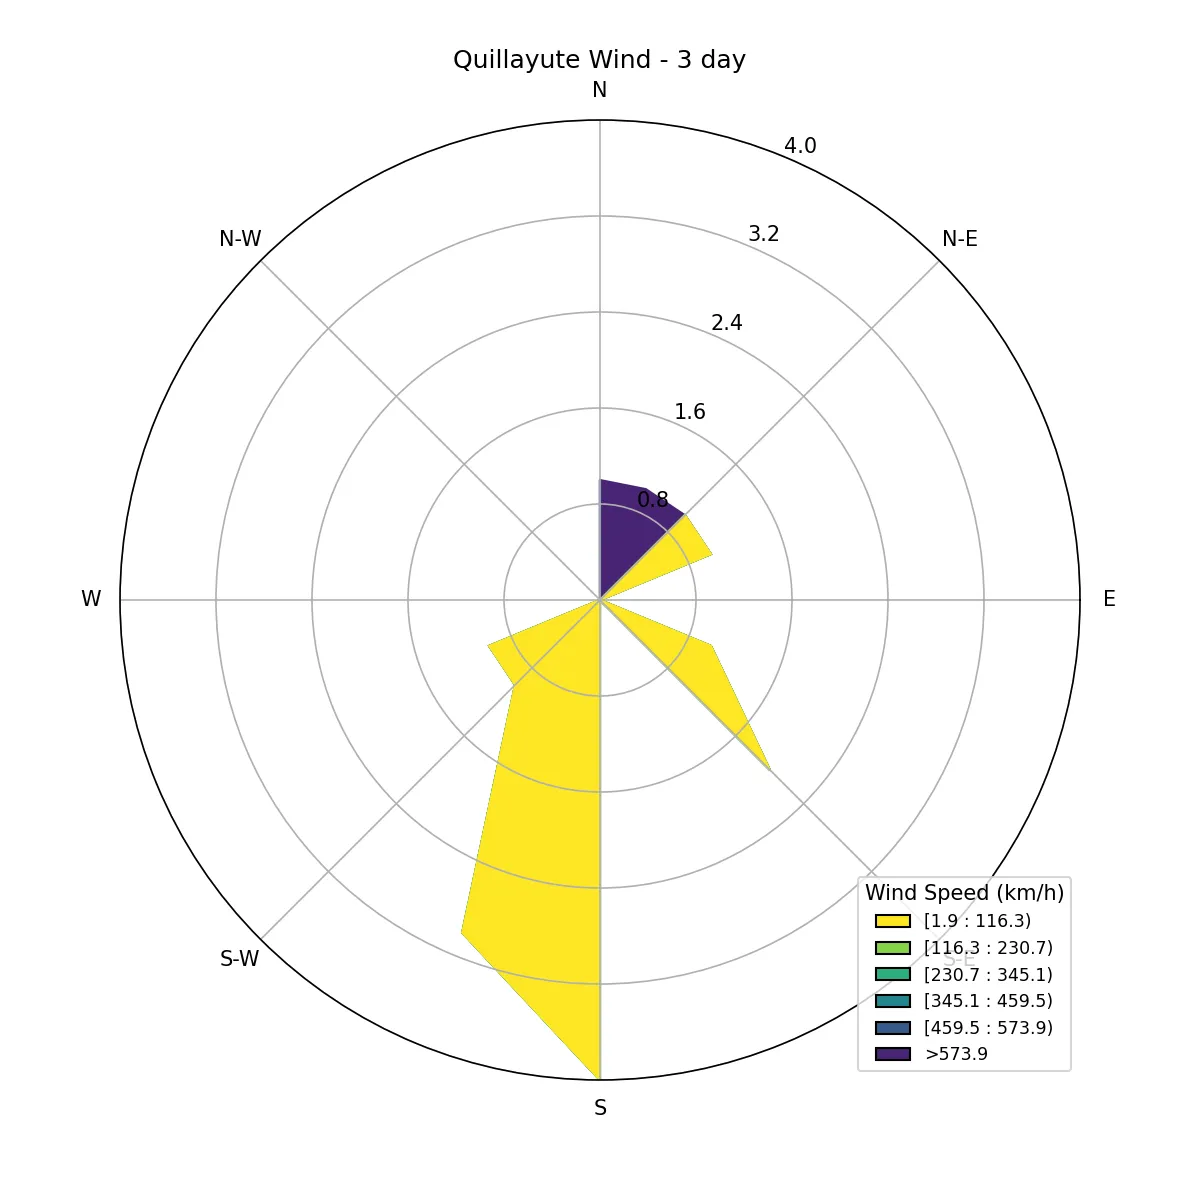 Quillayute Wind - 3 day
N
4.0
N-W
3.2
N-E
2.4
1.6
0.8
W
E
Wind Speed (km/h)
[1.9 : 116.3)
[116.3 : 230.7)
S-W
S-E
[230.7 : 345.1)
[345.1 : 459.5)
[459.5 : 573.9)
>573.9
S